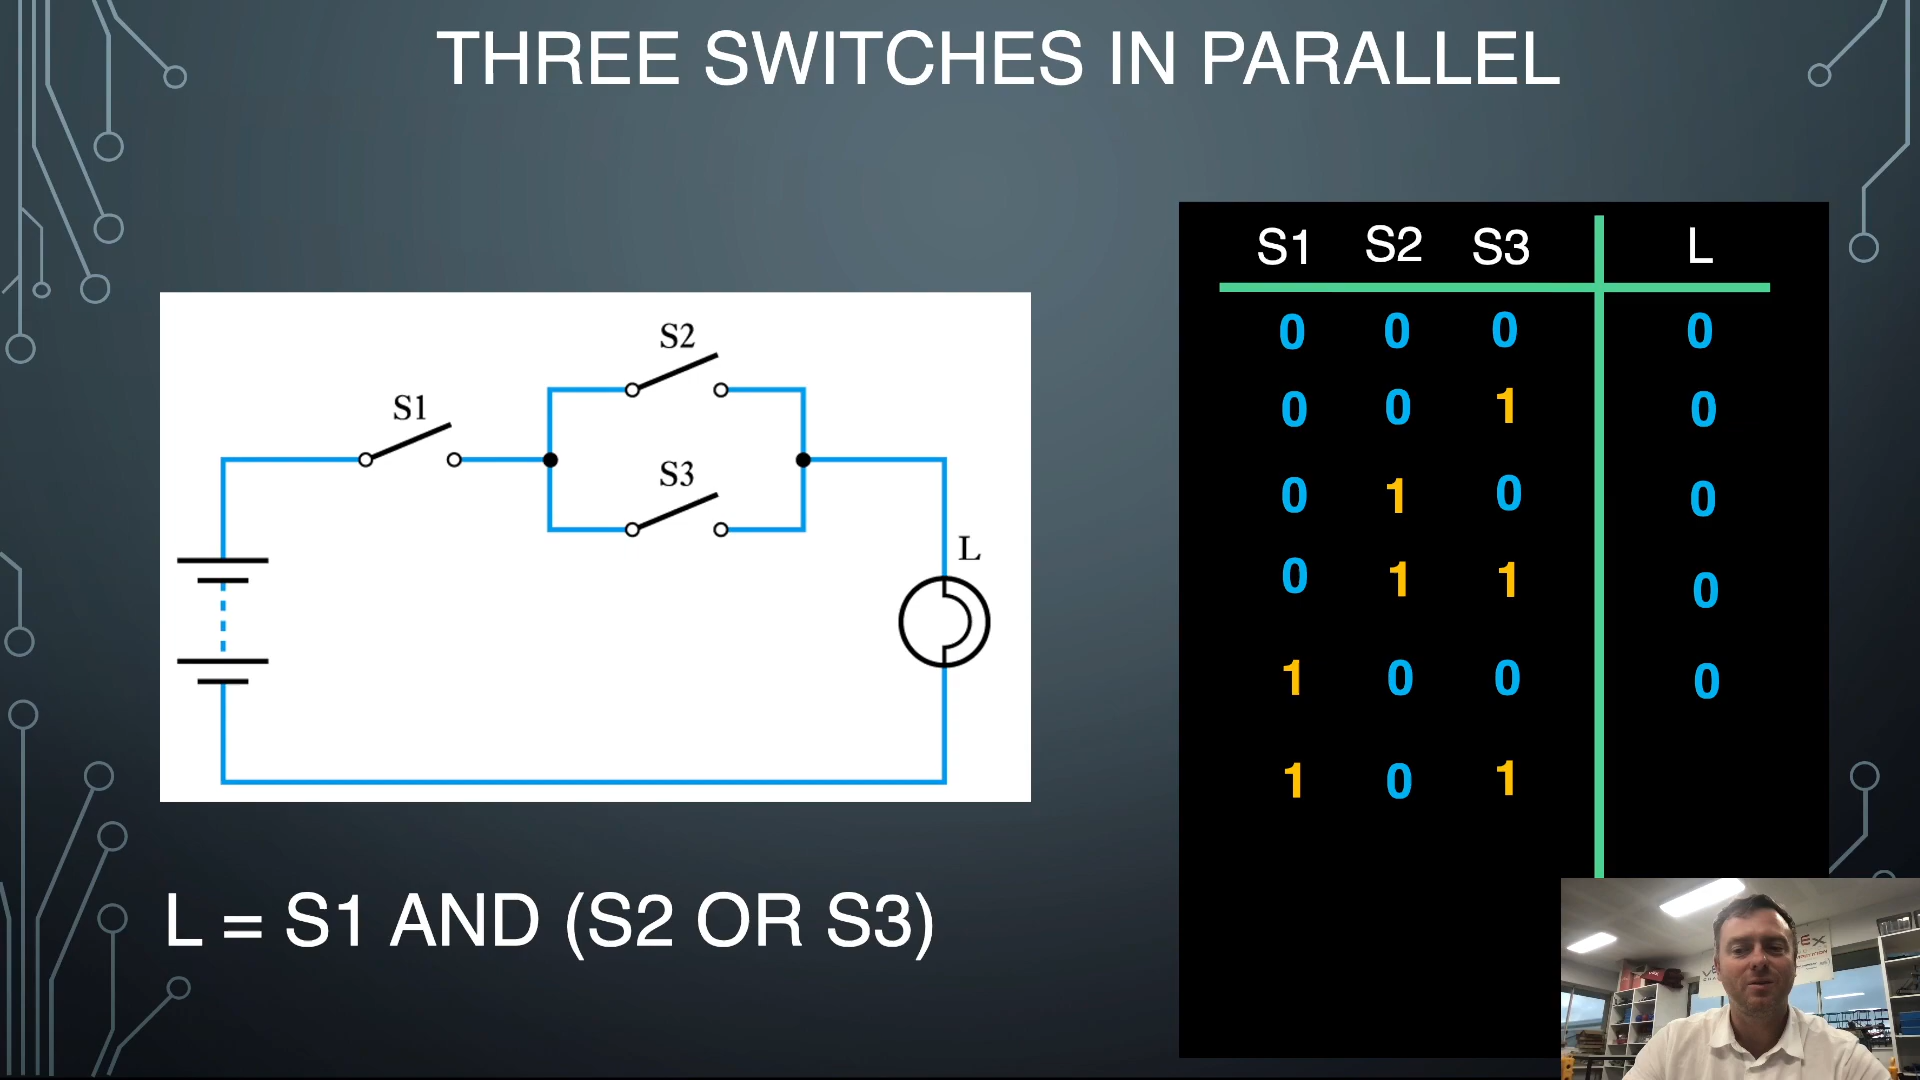 THREE SWITCHES IN PARALLEL
S1 S2 S3 L
0 0 0 0
0 0 1 0
0 1 0 0
0 1 1 0
1 0 0 0
1 0 1
S2
S1
S3
L
L = S1 AND (S2 OR S3)